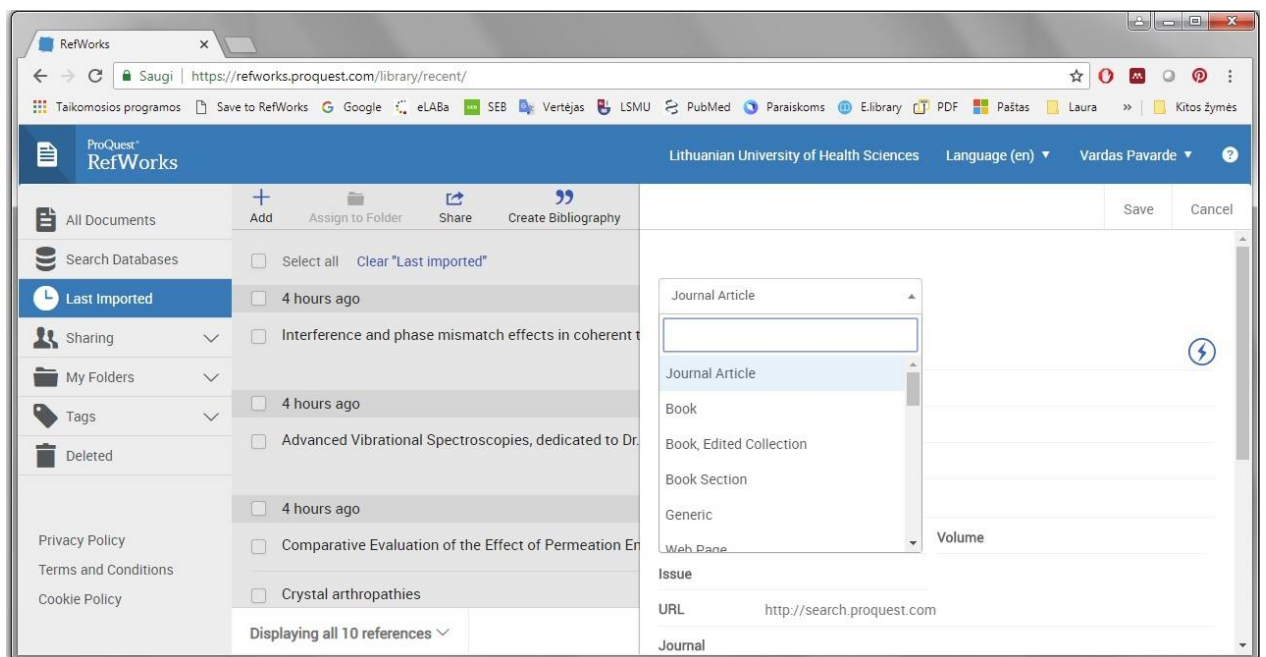 RefWorks
Saugi | https://refworks.proquest.com/library/recent/
Taikomosios programos Save to RefWorks Google eLABa SEB Vertėjas LSMU PubMed Paraiskoms E.library PDF Paštas Laura » Kitos žymės
ProQuest
RefWorks
Lithuanian University of Health Sciences Language (en) Vardas Pavarde ?
Add Assign to Folder Share Create Bibliography
Save Cancel
All Documents
Search Databases
Last Imported
Sharing
My Folders
Tags
Deleted
Privacy Policy
Terms and Conditions
Cookie Policy
Select all Clear "Last imported"
4 hours ago
Interference and phase mismatch effects in coherent t
4 hours ago
Advanced Vibrational Spectroscopies, dedicated to Dr.
4 hours ago
Comparative Evaluation of the Effect of Permeation En
Crystal arthropathies
Displaying all 10 references
Journal Article
Journal Article
Book
Book, Edited Collection
Book Section
Generic
Web Page
Volume
Issue
URL http://search.proquest.com
Journal